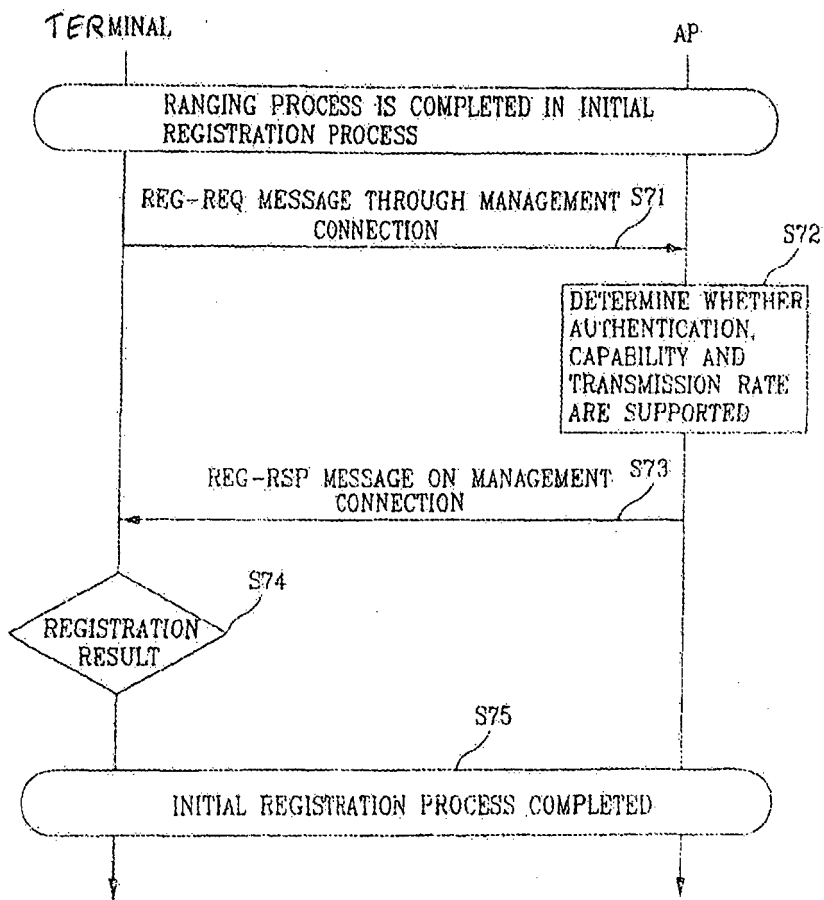 TERMINAL
AP
RANGING PROCESS IS COMPLETED IN INITIAL
REGISTRATION PROCESS
REG-REQ MESSAGE THROUGH MANAGEMENT
CONNECTION
S71
S72
DETERMINE WHETHER
AUTHENTICATION,
CAPABILITY AND
TRANSMISSION RATE
ARE SUPPORTED
REG-RSP MESSAGE ON MANAGEMENT
CONNECTION
S73
S74
REGISTRATION
RESULT
S75
INITIAL REGISTRATION PROCESS COMPLETED